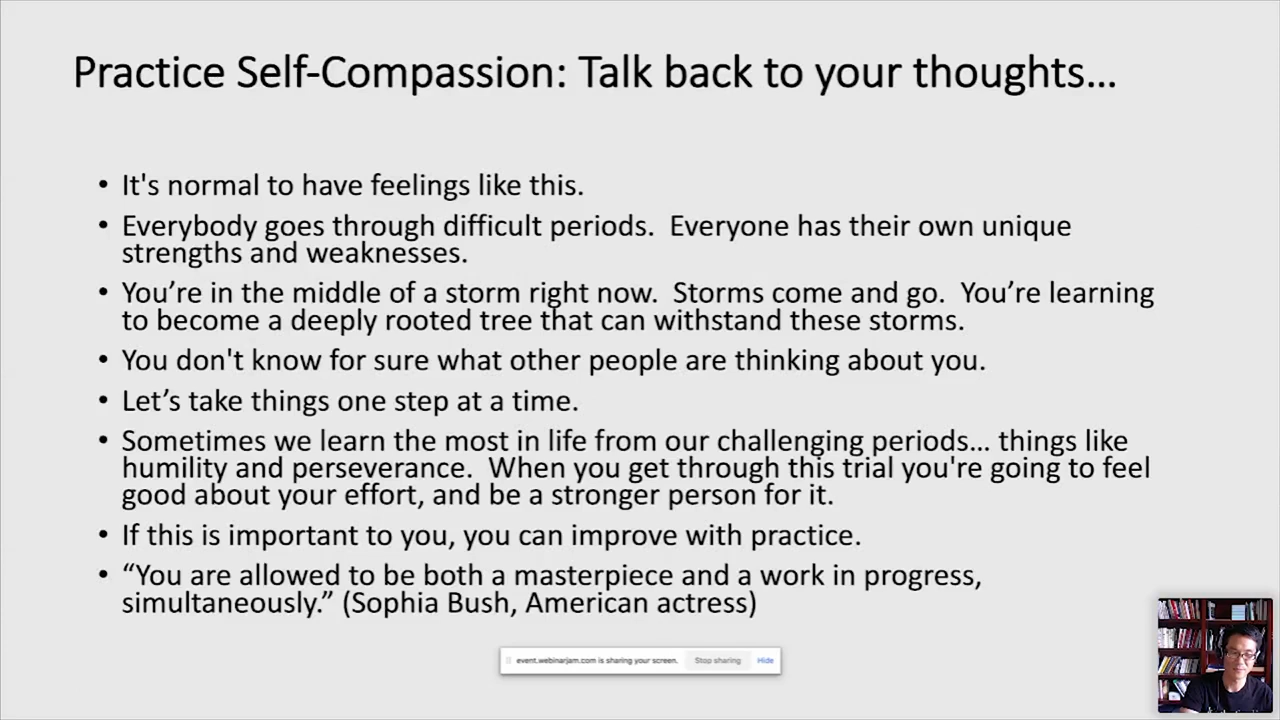 Practice Self-Compassion: Talk back to your thoughts...
• It's normal to have feelings like this.
• Everybody goes through difficult periods.  Everyone has their own unique
strengths and weaknesses.
• You’re in the middle of a storm right now.  Storms come and go.  You’re learning
to become a deeply rooted tree that can withstand these storms.
• You don't know for sure what other people are thinking about you.
• Let’s take things one step at a time.
• Sometimes we learn the most in life from our challenging periods... things like
humility and perseverance.  When you get through this trial you're going to feel
good about your effort, and be a stronger person for it.
• If this is important to you, you can improve with practice.
• “You are allowed to be both a masterpiece and a work in progress,
simultaneously.” (Sophia Bush, American actress)
event.webinarjam.com is sharing your screen. Stop sharing Hide